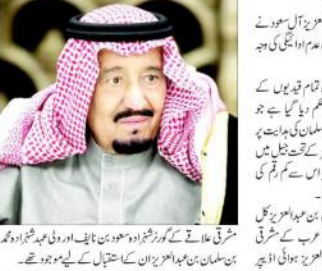 عزیز آل سعود نے
عدم ادائیگی کی وجہ
تمام قیدیوں کے
حکم دیا گیا ہے جو
سلمان کی ہدایت پر
کے تحت جیل میں
اس سے کم رقم کی
بن عبدالعزیز کل
عرب کے مشرقی
عزیز ہوائی اڈہ پر
مشرقی علاقے کے گورنر شہزادہ سعود بن نایف اور ولی عہد شہزادہ محمد
بن سلمان بن عبدالعزیز ان کے استقبال کے لیے موجود تھے۔